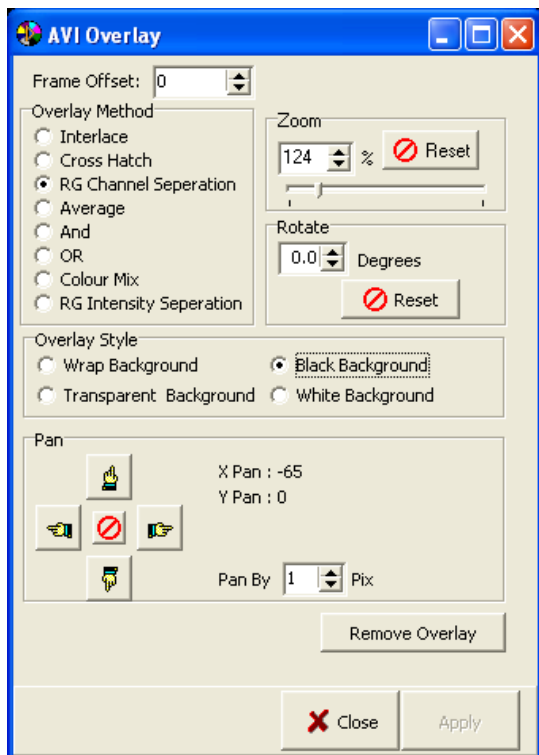 AVI Overlay
Frame Offset: 0
Overlay Method
Interlace
Cross Hatch
RG Channel Seperation
Average
And
OR
Colour Mix
RG Intensity Seperation
Zoom
124 % Reset
Rotate
0.0 Degrees
Reset
Overlay Style
Wrap Background Black Background
Transparent Background White Background
Pan
X Pan : -65
Y Pan : 0
Pan By 1 Pix
Remove Overlay
Close Apply